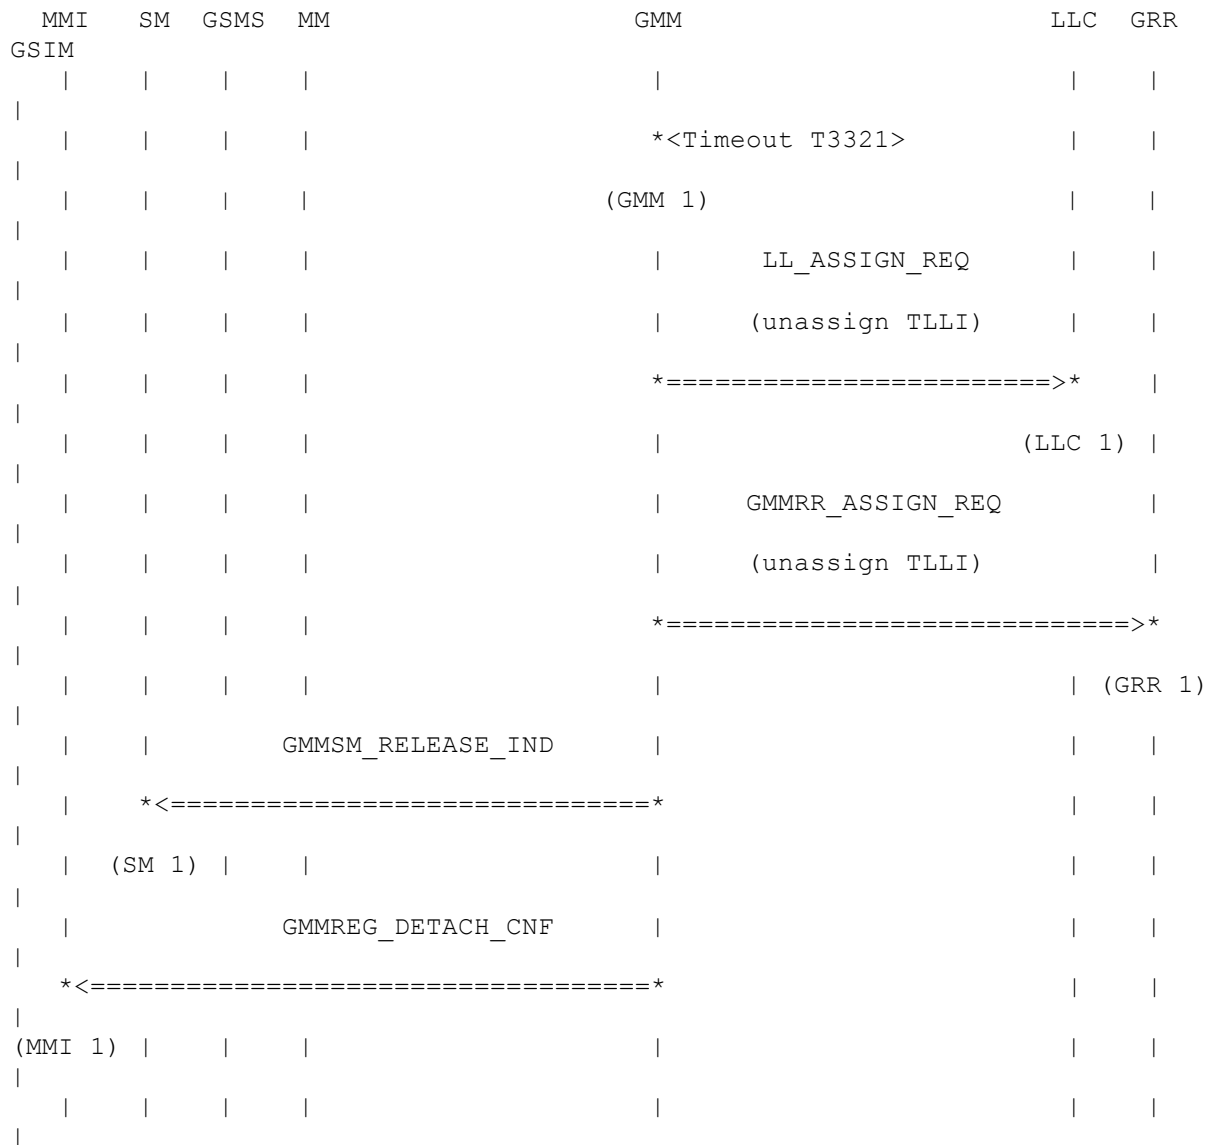 MMI    SM  GSMS  MM                   GMM                       LLC  GRR
GSIM
   |    |    |    |                     |                         |    |
|
   |    |    |    |                     *<Timeout T3321>          |    |
|
   |    |    |    |                  (GMM 1)                      |    |
|
   |    |    |    |                     |      LL_ASSIGN_REQ      |    |
|
   |    |    |    |                     |     (unassign TLLI)     |    |
|
   |    |    |    |                     *========================>*    |
|
   |    |    |    |                     |                      (LLC 1) |
|
   |    |    |    |                     |     GMMRR_ASSIGN_REQ         |
|
   |    |    |    |                     |     (unassign TLLI)          |
|
   |    |    |    |                     *=============================>*
|
   |    |    |    |                     |                         | (GRR 1)
|
   |    |        GMMSM_RELEASE_IND      |                         |    |
|
   |    *<==============================*                         |    |
|
   |  (SM 1) |    |                     |                         |    |
|
   |             GMMREG_DETACH_CNF      |                         |    |
|
   *<===================================*                         |    |
|
(MMI 1) |    |    |                     |                         |    |
|
   |    |    |    |                     |                         |    |
|